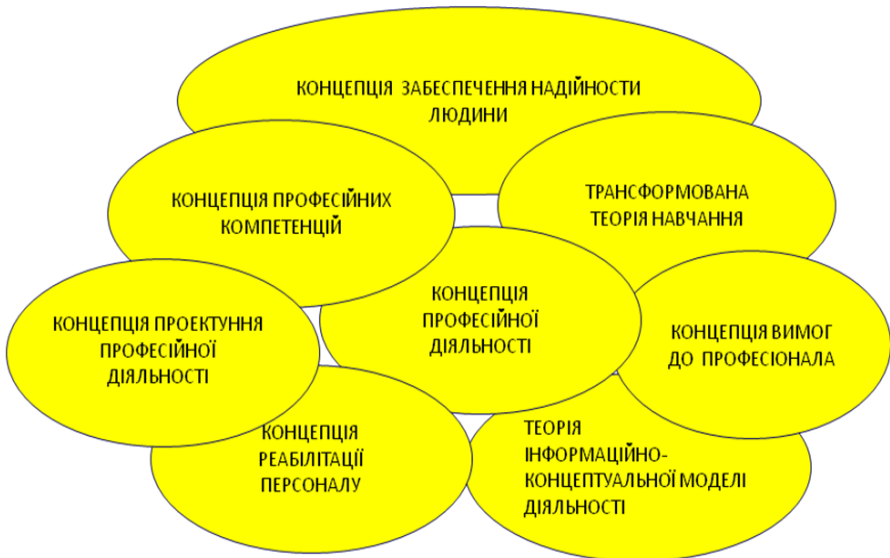 КОНЦЕПЦІЯ ЗАБЕСПЕЧЕННЯ НАДІЙНОСТИ
ЛЮДИНИ
КОНЦЕПЦІЯ ПРОФЕСІЙНИХ
КОМПЕТЕНЦІЙ
ТРАНСФОРМОВАНА
ТЕОРІЯ НАВЧАННЯ
КОНЦЕПЦІЯ ПРОЕКТУННЯ
ПРОФЕСІЙНОЇ
ДІЯЛЬНОСТІ
КОНЦЕПЦІЯ
ПРОФЕСІЙНОЇ
ДІЯЛЬНОСТІ
КОНЦЕПЦІЯ ВИМОГ
ДО ПРОФЕСІОНАЛА
КОНЦЕПЦІЯ
РЕАБІЛІТАЦІЇ
ПЕРСОНАЛУ
ТЕОРІЯ
ІНФОРМАЦІЙНО-
КОНЦЕПТУАЛЬНОЇ МОДЕЛІ
ДІЯЛЬНОСТІ